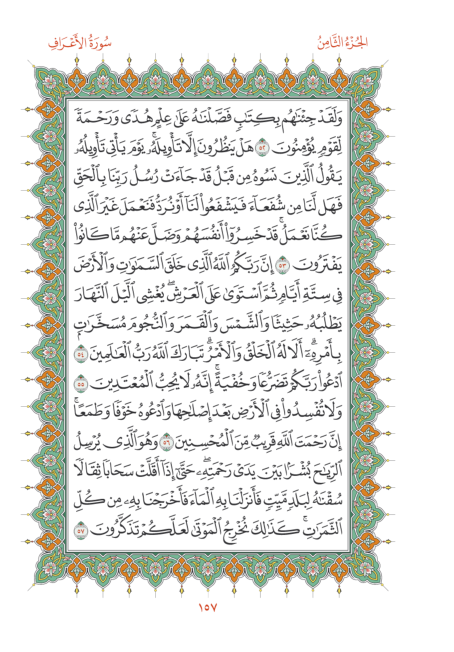 الجُزْءُ الثَّامِنُ
سُورَةُ الأَعْرَافِ
وَلَقَدْ جِئْنَٰهُم بِكِتَٰبٍ فَصَّلْنَٰهُ عَلَىٰ عِلْمٍ هُدًى وَرَحْمَةً
لِّقَوْمٍ يُؤْمِنُونَ ٥٢ هَلْ يَنظُرُونَ إِلَّا تَأْوِيلَهُۥۚ يَوْمَ يَأْتِى تَأْوِيلُهُۥ
يَقُولُ ٱلَّذِينَ نَسُوهُ مِن قَبْلُ قَدْ جَآءَتْ رُسُلُ رَبِّنَا بِٱلْحَقِّ
فَهَل لَّنَا مِن شُفَعَآءَ فَيَشْفَعُوا۟ لَنَآ أَوْ نُرَدُّ فَنَعْمَلَ غَيْرَ ٱلَّذِى
كُنَّا نَعْمَلُۚ قَدْ خَسِرُوٓا۟ أَنفُسَهُمْ وَضَلَّ عَنْهُم مَّا كَانُوا۟
يَفْتَرُونَ ٥٣ إِنَّ رَبَّكُمُ ٱللَّهُ ٱلَّذِى خَلَقَ ٱلسَّمَٰوَٰتِ وَٱلْأَرْضَ
فِى سِتَّةِ أَيَّامٍ ثُمَّ ٱسْتَوَىٰ عَلَى ٱلْعَرْشِۖ يُغْشِى ٱلَّيْلَ ٱلنَّهَارَ
يَطْلُبُهُۥ حَثِيثًا وَٱلشَّمْسَ وَٱلْقَمَرَ وَٱلنُّجُومَ مُسَخَّرَٰتٍۭ
بِأَمْرِهِۦٓۗ أَلَا لَهُ ٱلْخَلْقُ وَٱلْأَمْرُۗ تَبَارَكَ ٱللَّهُ رَبُّ ٱلْعَٰلَمِينَ ٥٤
ٱدْعُوا۟ رَبَّكُمْ تَضَرُّعًا وَخُفْيَةًۚ إِنَّهُۥ لَا يُحِبُّ ٱلْمُعْتَدِينَ ٥٥
وَلَا تُفْسِدُوا۟ فِى ٱلْأَرْضِ بَعْدَ إِصْلَٰحِهَا وَٱدْعُوهُ خَوْفًا وَطَمَعًاۚ
إِنَّ رَحْمَتَ ٱللَّهِ قَرِيبٌ مِّنَ ٱلْمُحْسِنِينَ ٥٦ وَهُوَ ٱلَّذِى يُرْسِلُ
ٱلرِّيَٰحَ بُشْرًۢا بَيْنَ يَدَىْ رَحْمَتِهِۦۖ حَتَّىٰٓ إِذَآ أَقَلَّتْ سَحَابًا ثِقَالًا
سُقْنَٰهُ لِبَلَدٍ مَّيِّتٍ فَأَنزَلْنَا بِهِ ٱلْمَآءَ فَأَخْرَجْنَا بِهِۦ مِن كُلِّ
ٱلثَّمَرَٰتِۚ كَذَٰلِكَ نُخْرِجُ ٱلْمَوْتَىٰ لَعَلَّكُمْ تَذَكَّرُونَ ٥٧
١٥٧